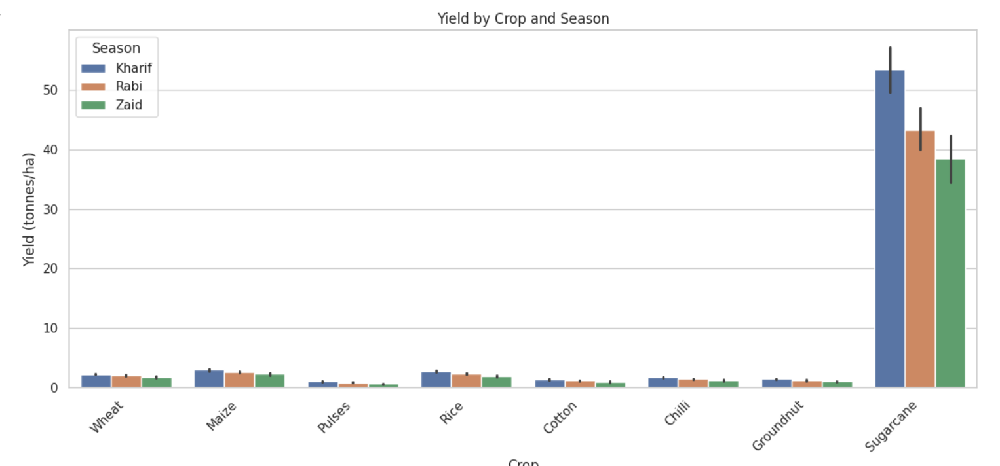 Yield by Crop and Season
Season
Kharif
Rabi
Zaid
Yield (tonnes/ha)
50
40
30
20
10
0
Wheat
Maize
Pulses
Rice
Cotton
Chilli
Groundnut
Sugarcane
Crop